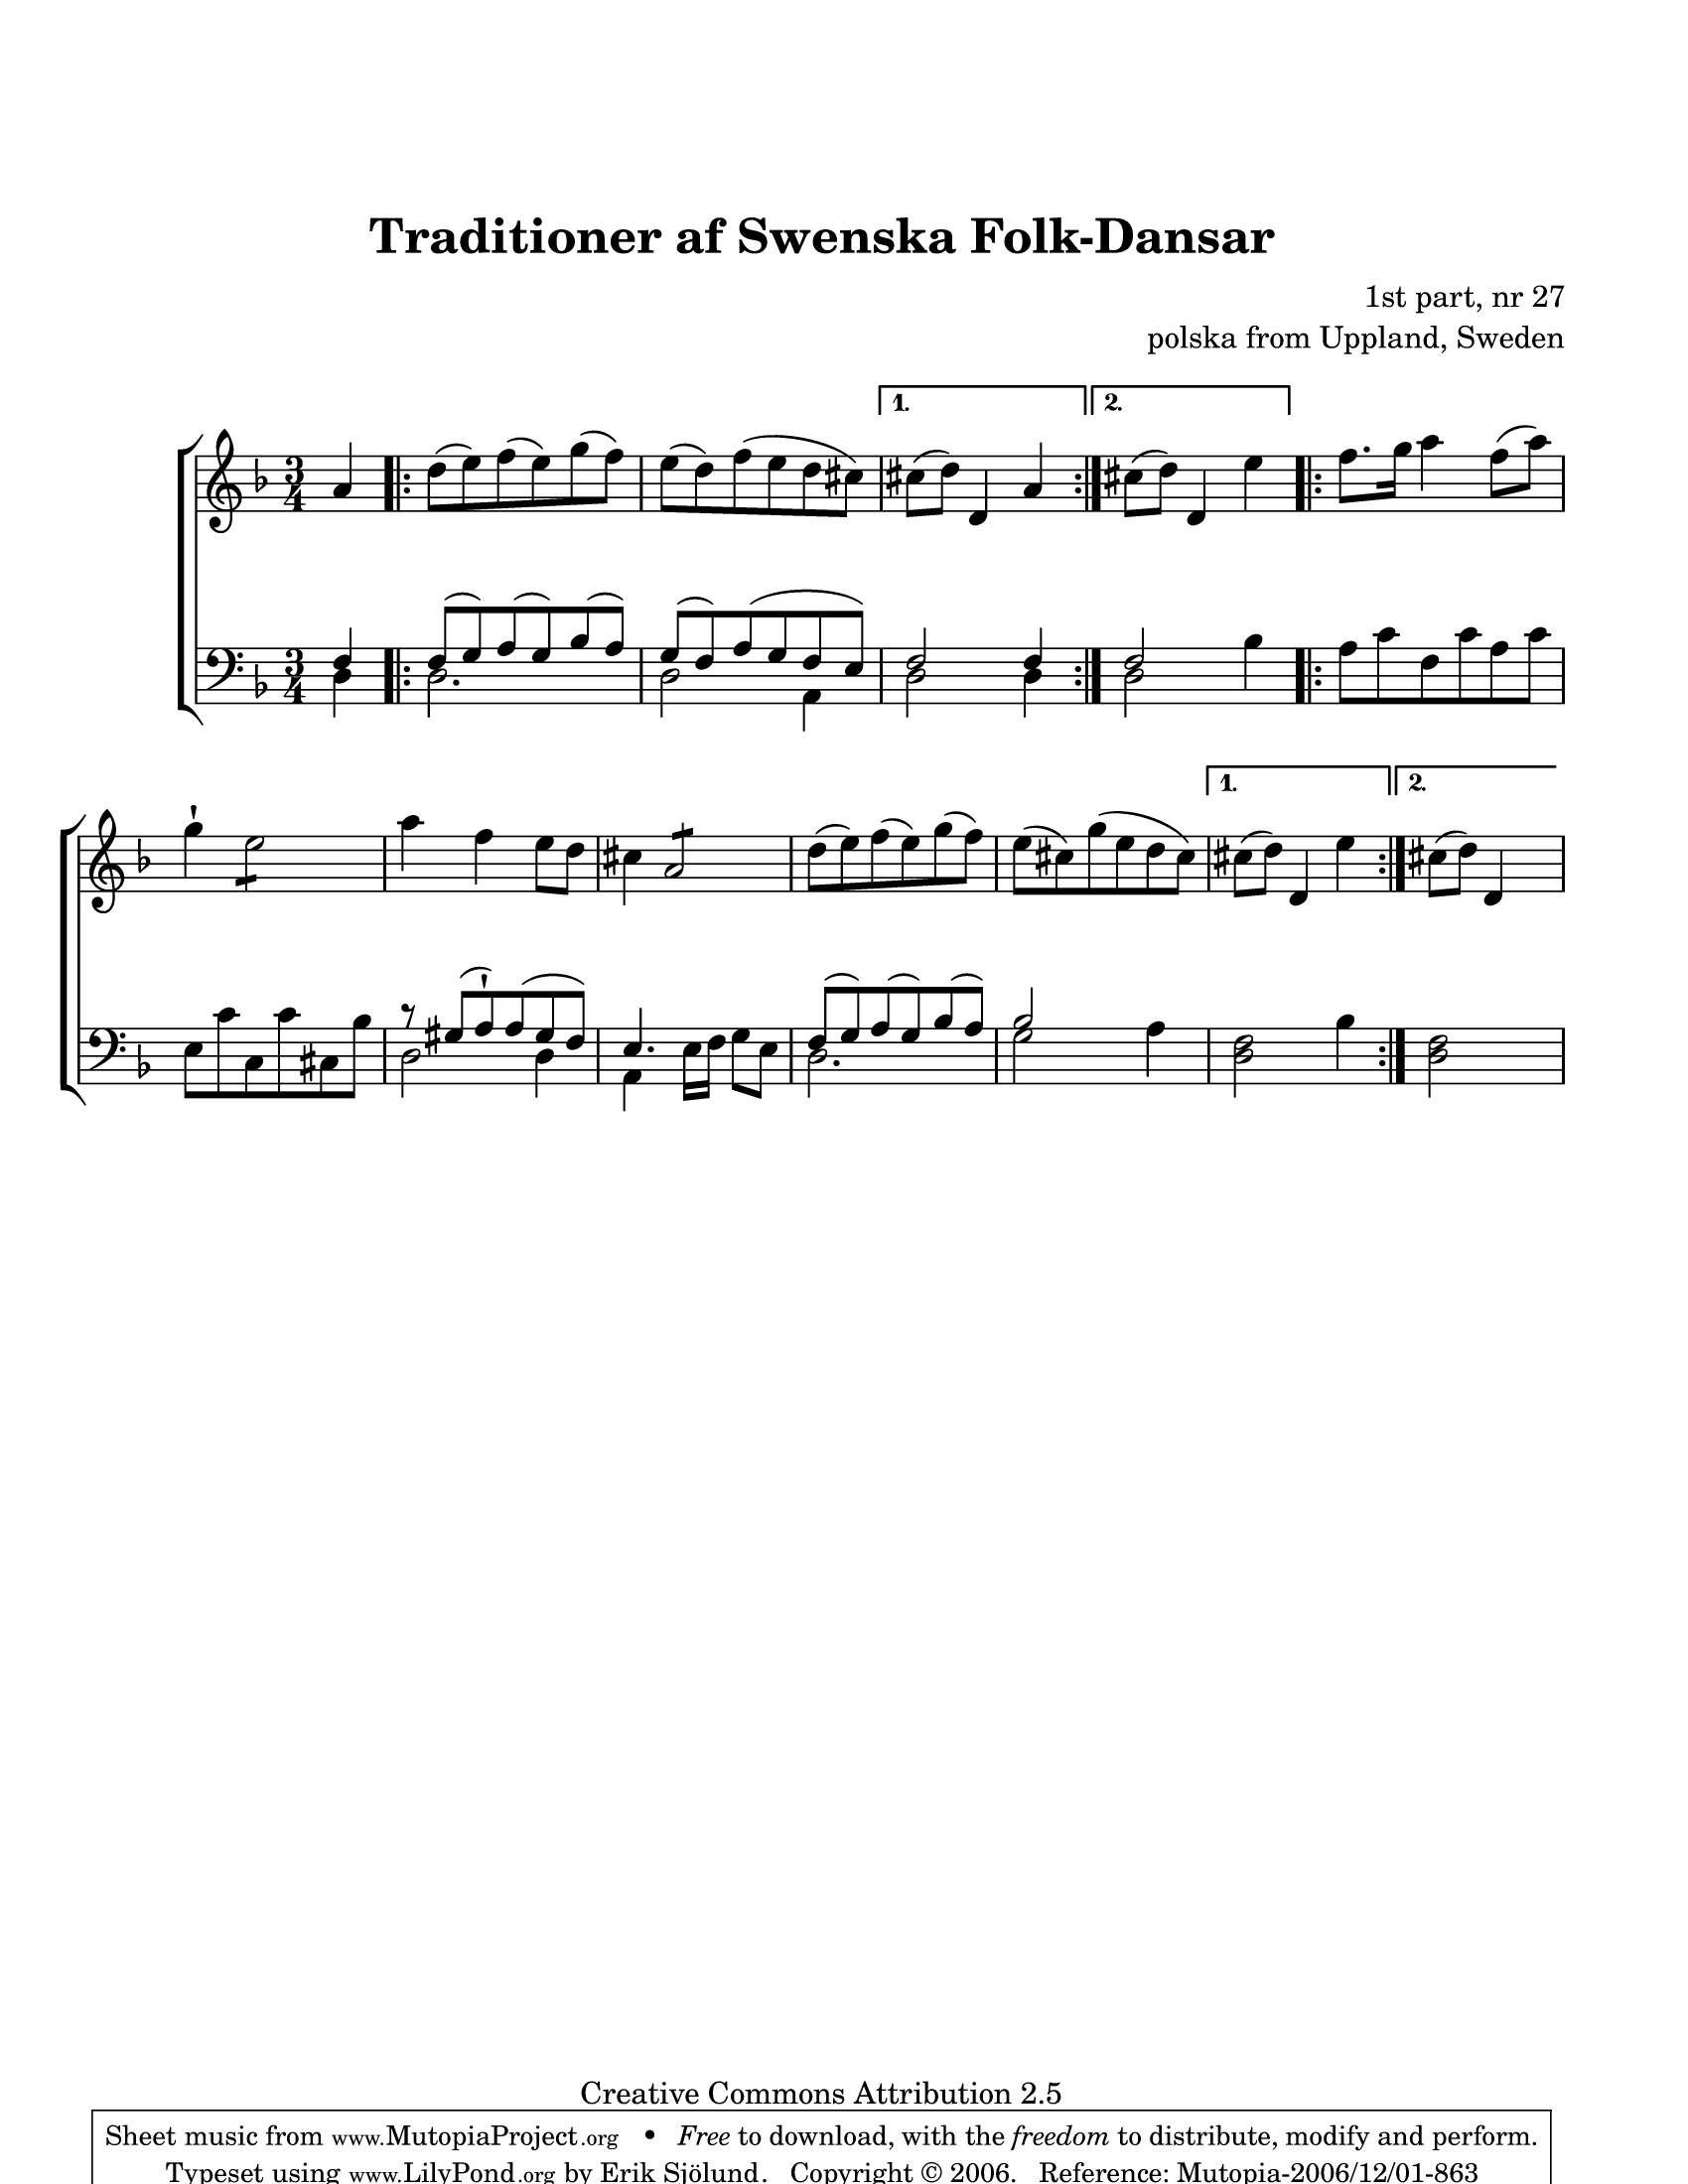 Traditioner af Swenska Folk-Dansar
1st part, nr 27
polska from Uppland, Sweden
1.
2.
3
4
3
4
1.
2.
Creative Commons Attribution 2.5
Sheet music from www.MutopiaProject.org • Free to download, with the freedom to distribute, modify and perform.
Typeset using www.LilyPond.org by Erik Sjölund. Copyright © 2006. Reference: Mutopia-2006/12/01-863